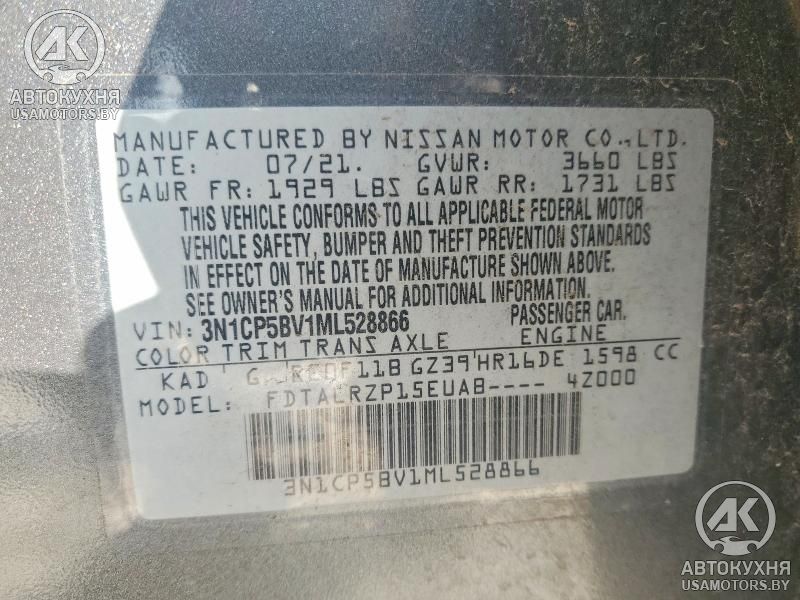 АК
АВТОКУХНЯ
USAMOTORS.BY
MANUFACTURED BY NISSAN MOTOR CO.,LTD.
DATE: 07/21. GVWR: 3660 LBS
GAWR FR: 1929 LBS GAWR RR: 1731 LBS
THIS VEHICLE CONFORMS TO ALL APPLICABLE FEDERAL MOTOR
VEHICLE SAFETY, BUMPER AND THEFT PREVENTION STANDARDS
IN EFFECT ON THE DATE OF MANUFACTURE SHOWN ABOVE.
SEE OWNER'S MANUAL FOR ADDITIONAL INFORMATION.
VIN: 3N1CP5BV1ML528866 PASSENGER CAR.
COLOR TRIM TRANS AXLE ENGINE
KAD GZ39 HR16DE 1598 CC
MODEL: 4Z000
3N1CP5BV1ML528866
АК
АВТОКУХНЯ
USAMOTORS.BY